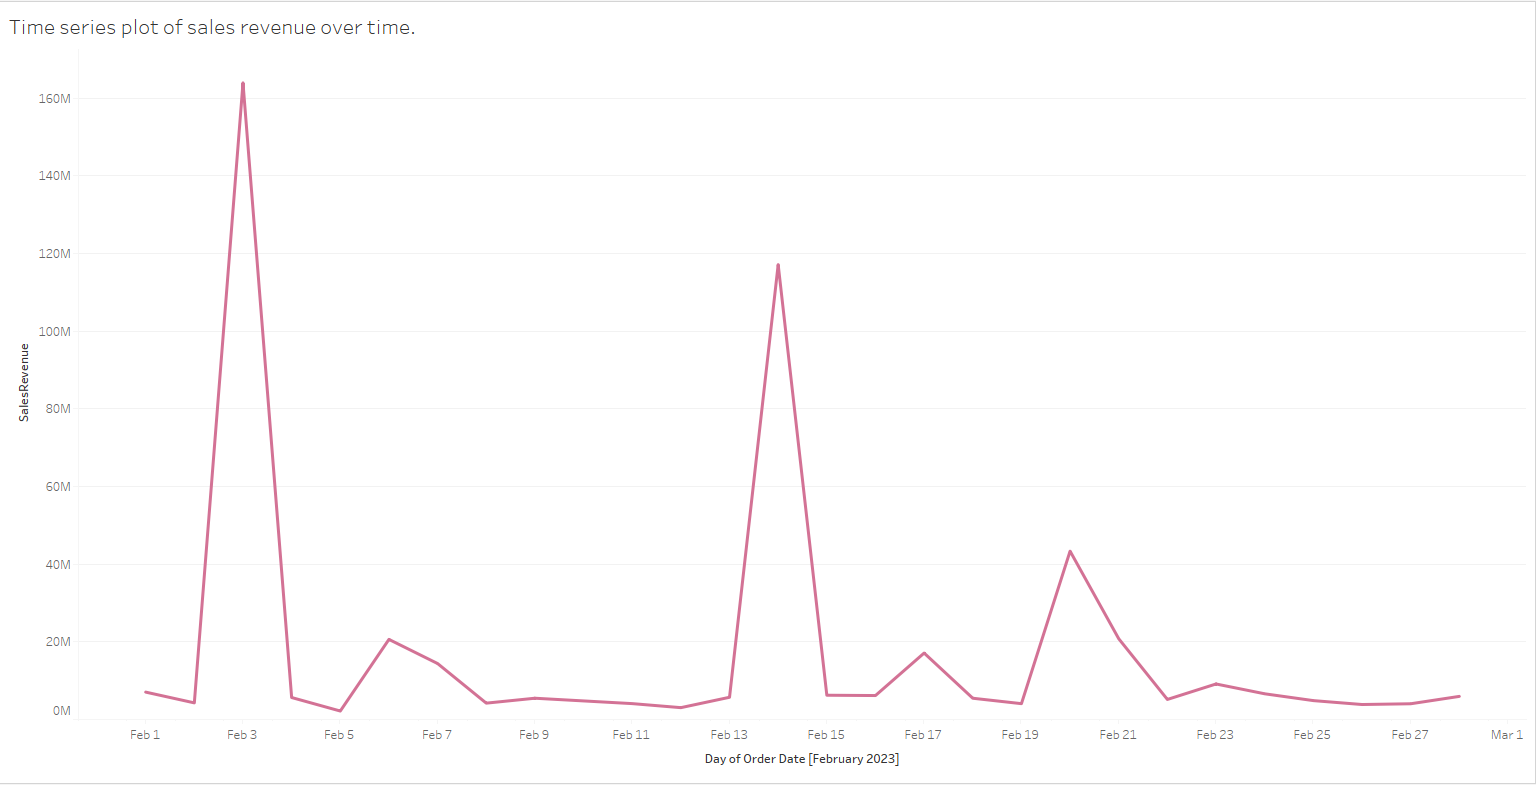 Time series plot of sales revenue over time.
160M
140M
120M
100M
80M
60M
40M
20M
0M
SalesRevenue
Feb 1 Feb 3 Feb 5 Feb 7 Feb 9 Feb 11 Feb 13 Feb 15 Feb 17 Feb 19 Feb 21 Feb 23 Feb 25 Feb 27 Mar 1
Day of Order Date [February 2023]